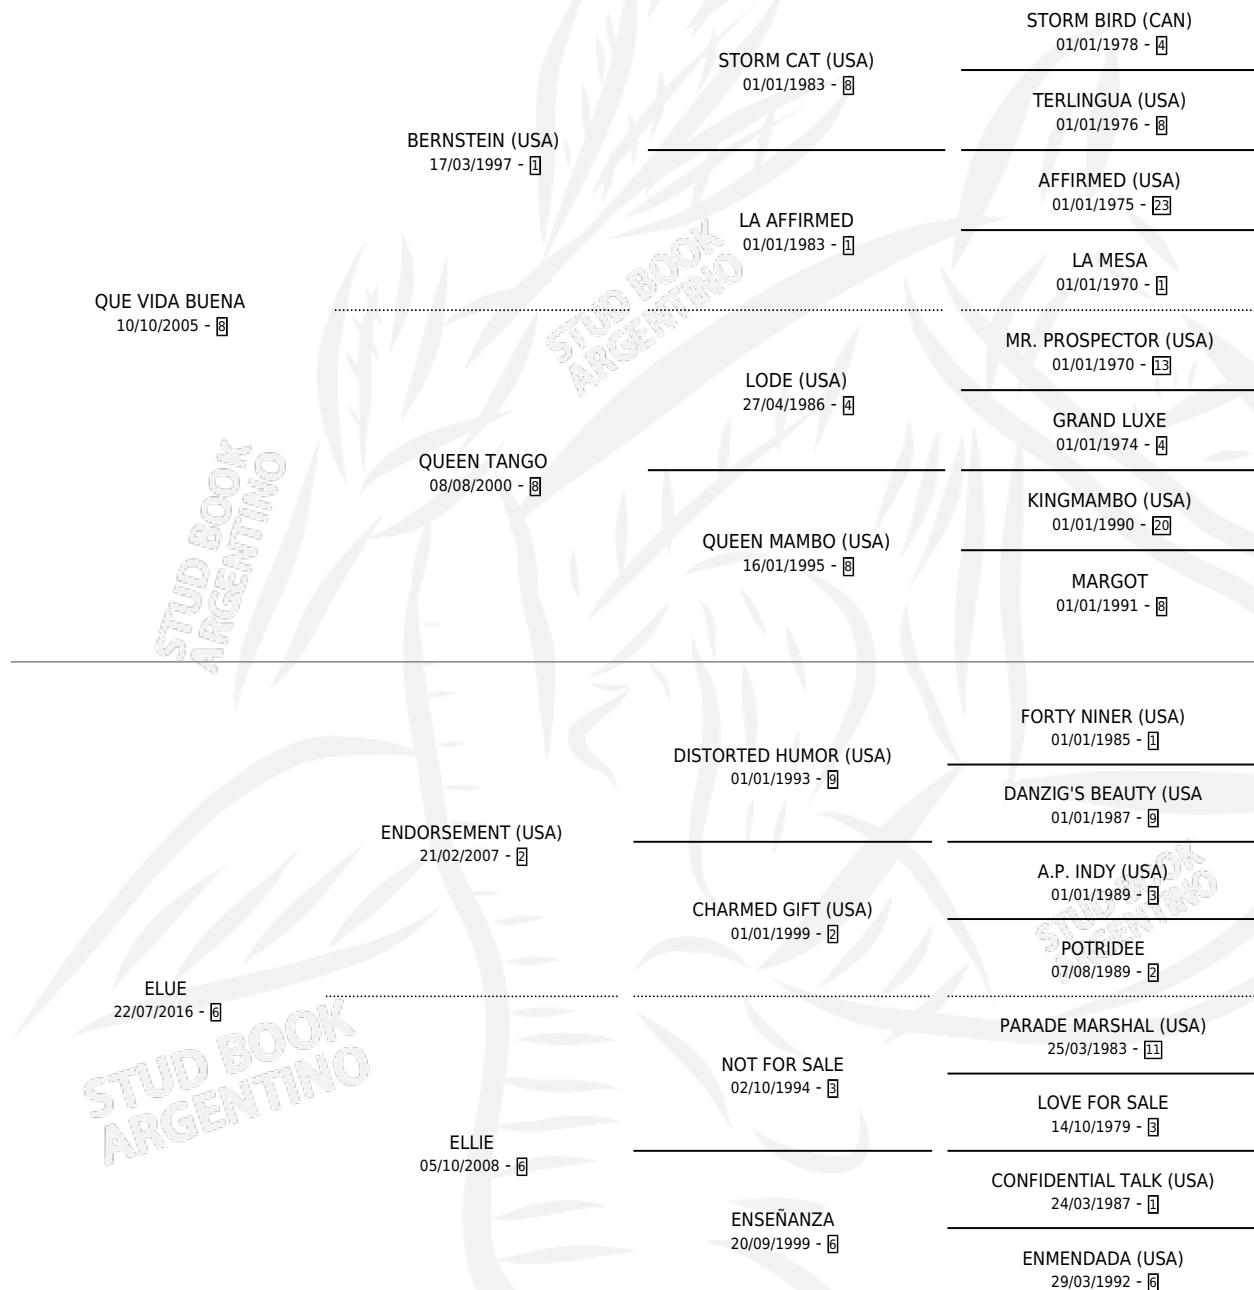 STORM BIRD (CAN)
01/01/1978 - 4
STORM CAT (USA)
01/01/1983 - 8
TERLINGUA (USA)
01/01/1976 - 8
BERNSTEIN (USA)
17/03/1997 - 1
AFFIRMED (USA)
01/01/1975 - 23
LA AFFIRMED
01/01/1983 - 1
LA MESA
01/01/1970 - 1
QUE VIDA BUENA
10/10/2005 - 8
MR. PROSPECTOR (USA)
01/01/1970 - 13
LODE (USA)
27/04/1986 - 4
GRAND LUXE
01/01/1974 - 4
QUEEN TANGO
08/08/2000 - 8
KINGMAMBO (USA)
01/01/1990 - 20
QUEEN MAMBO (USA)
16/01/1995 - 8
MARGOT
01/01/1991 - 8
FORTY NINER (USA)
01/01/1985 - 1
DISTORTED HUMOR (USA)
01/01/1993 - 9
DANZIG'S BEAUTY (USA
01/01/1987 - 9
ENDORSEMENT (USA)
21/02/2007 - 2
A.P. INDY (USA)
01/01/1989 - 3
CHARMED GIFT (USA)
01/01/1999 - 2
POTRIDEE
07/08/1989 - 2
ELUE
22/07/2016 - 6
PARADE MARSHAL (USA)
25/03/1983 - 11
NOT FOR SALE
02/10/1994 - 3
LOVE FOR SALE
14/10/1979 - 3
ELLIE
05/10/2008 - 6
CONFIDENTIAL TALK (USA)
24/03/1987 - 1
ENSEÑANZA
20/09/1999 - 6
ENMENDADA (USA)
29/03/1992 - 6
STUD BOOK
ARGENTINO
STUD BOOK
ARGENTINO
STUD BOOK
ARGENTINO
STUD BOOK
ARGENTINO